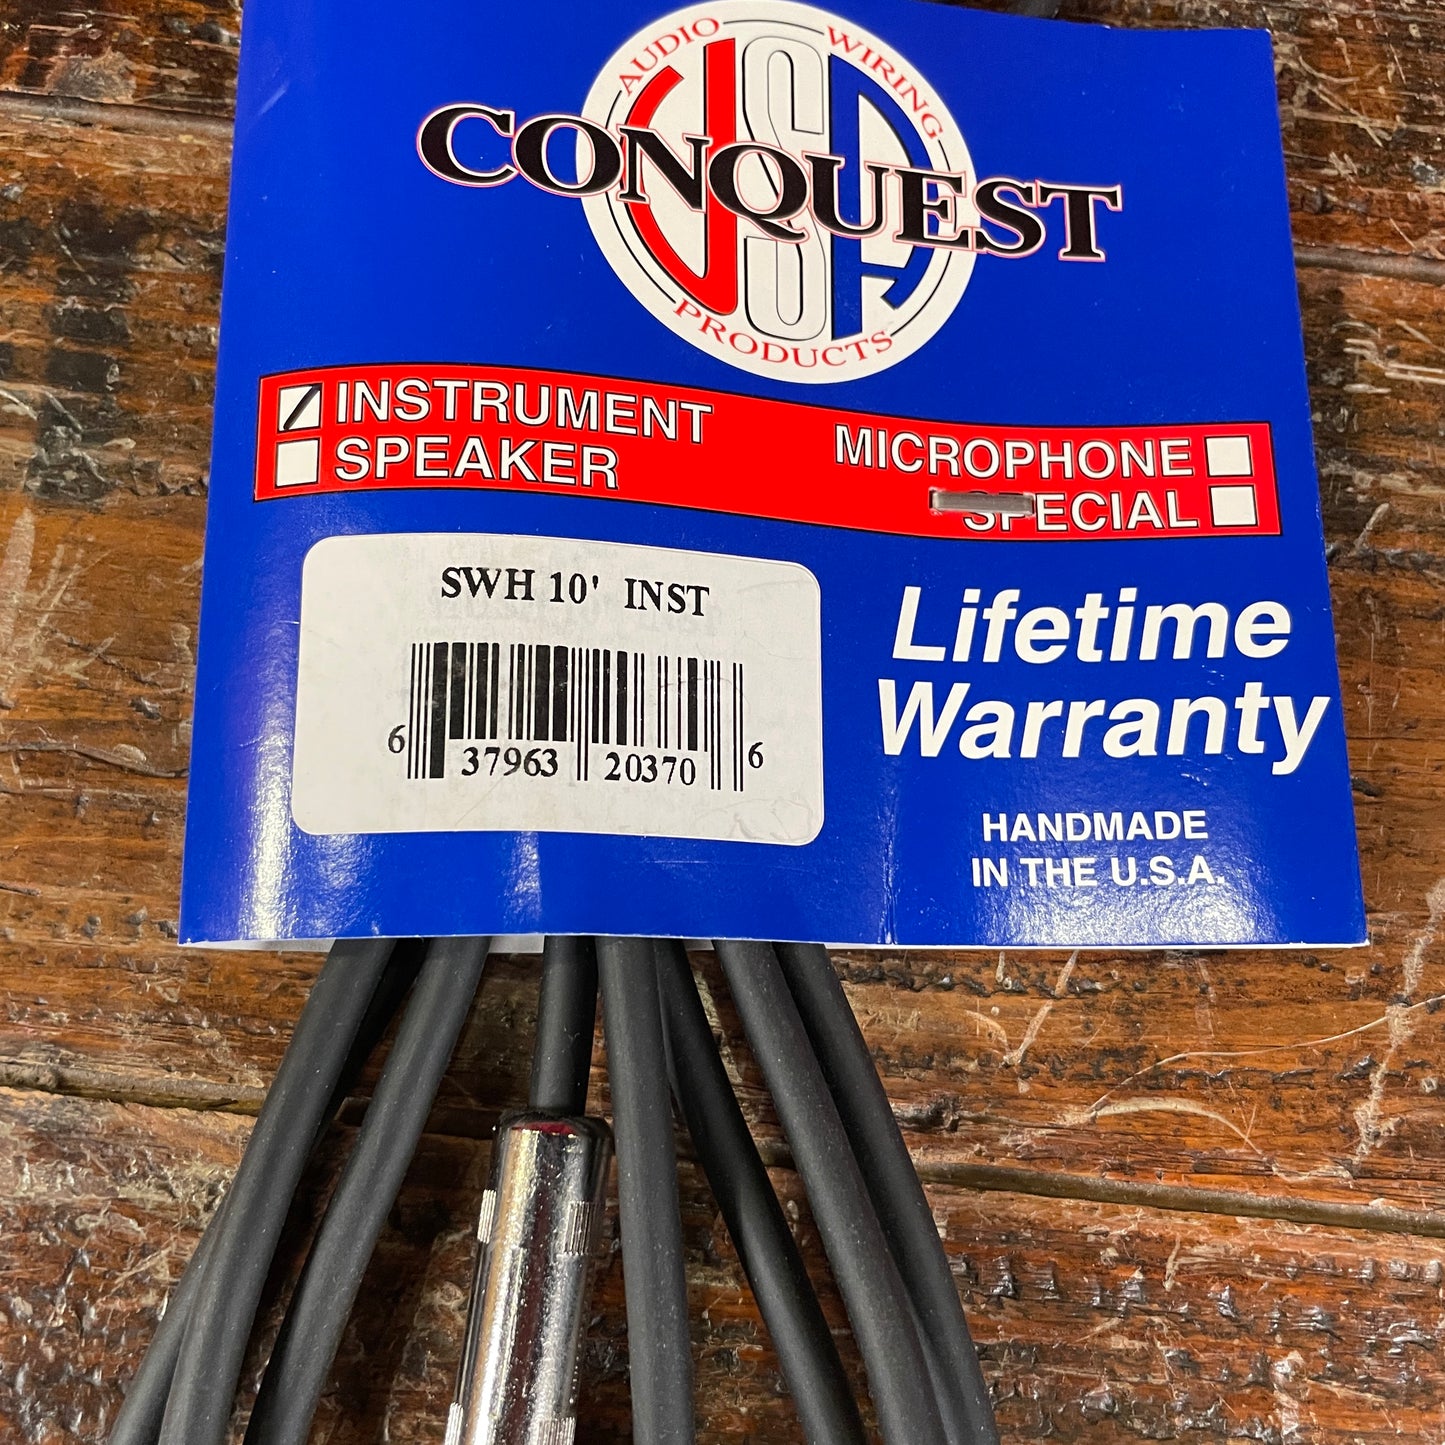 AUDIO WIRING
USA
CONQUEST
PRODUCTS
INSTRUMENT
SPEAKER
MICROPHONE
SPECIAL
SWH 10' INST
6 37963 20370 6
Lifetime
Warranty
HANDMADE
IN THE U.S.A.